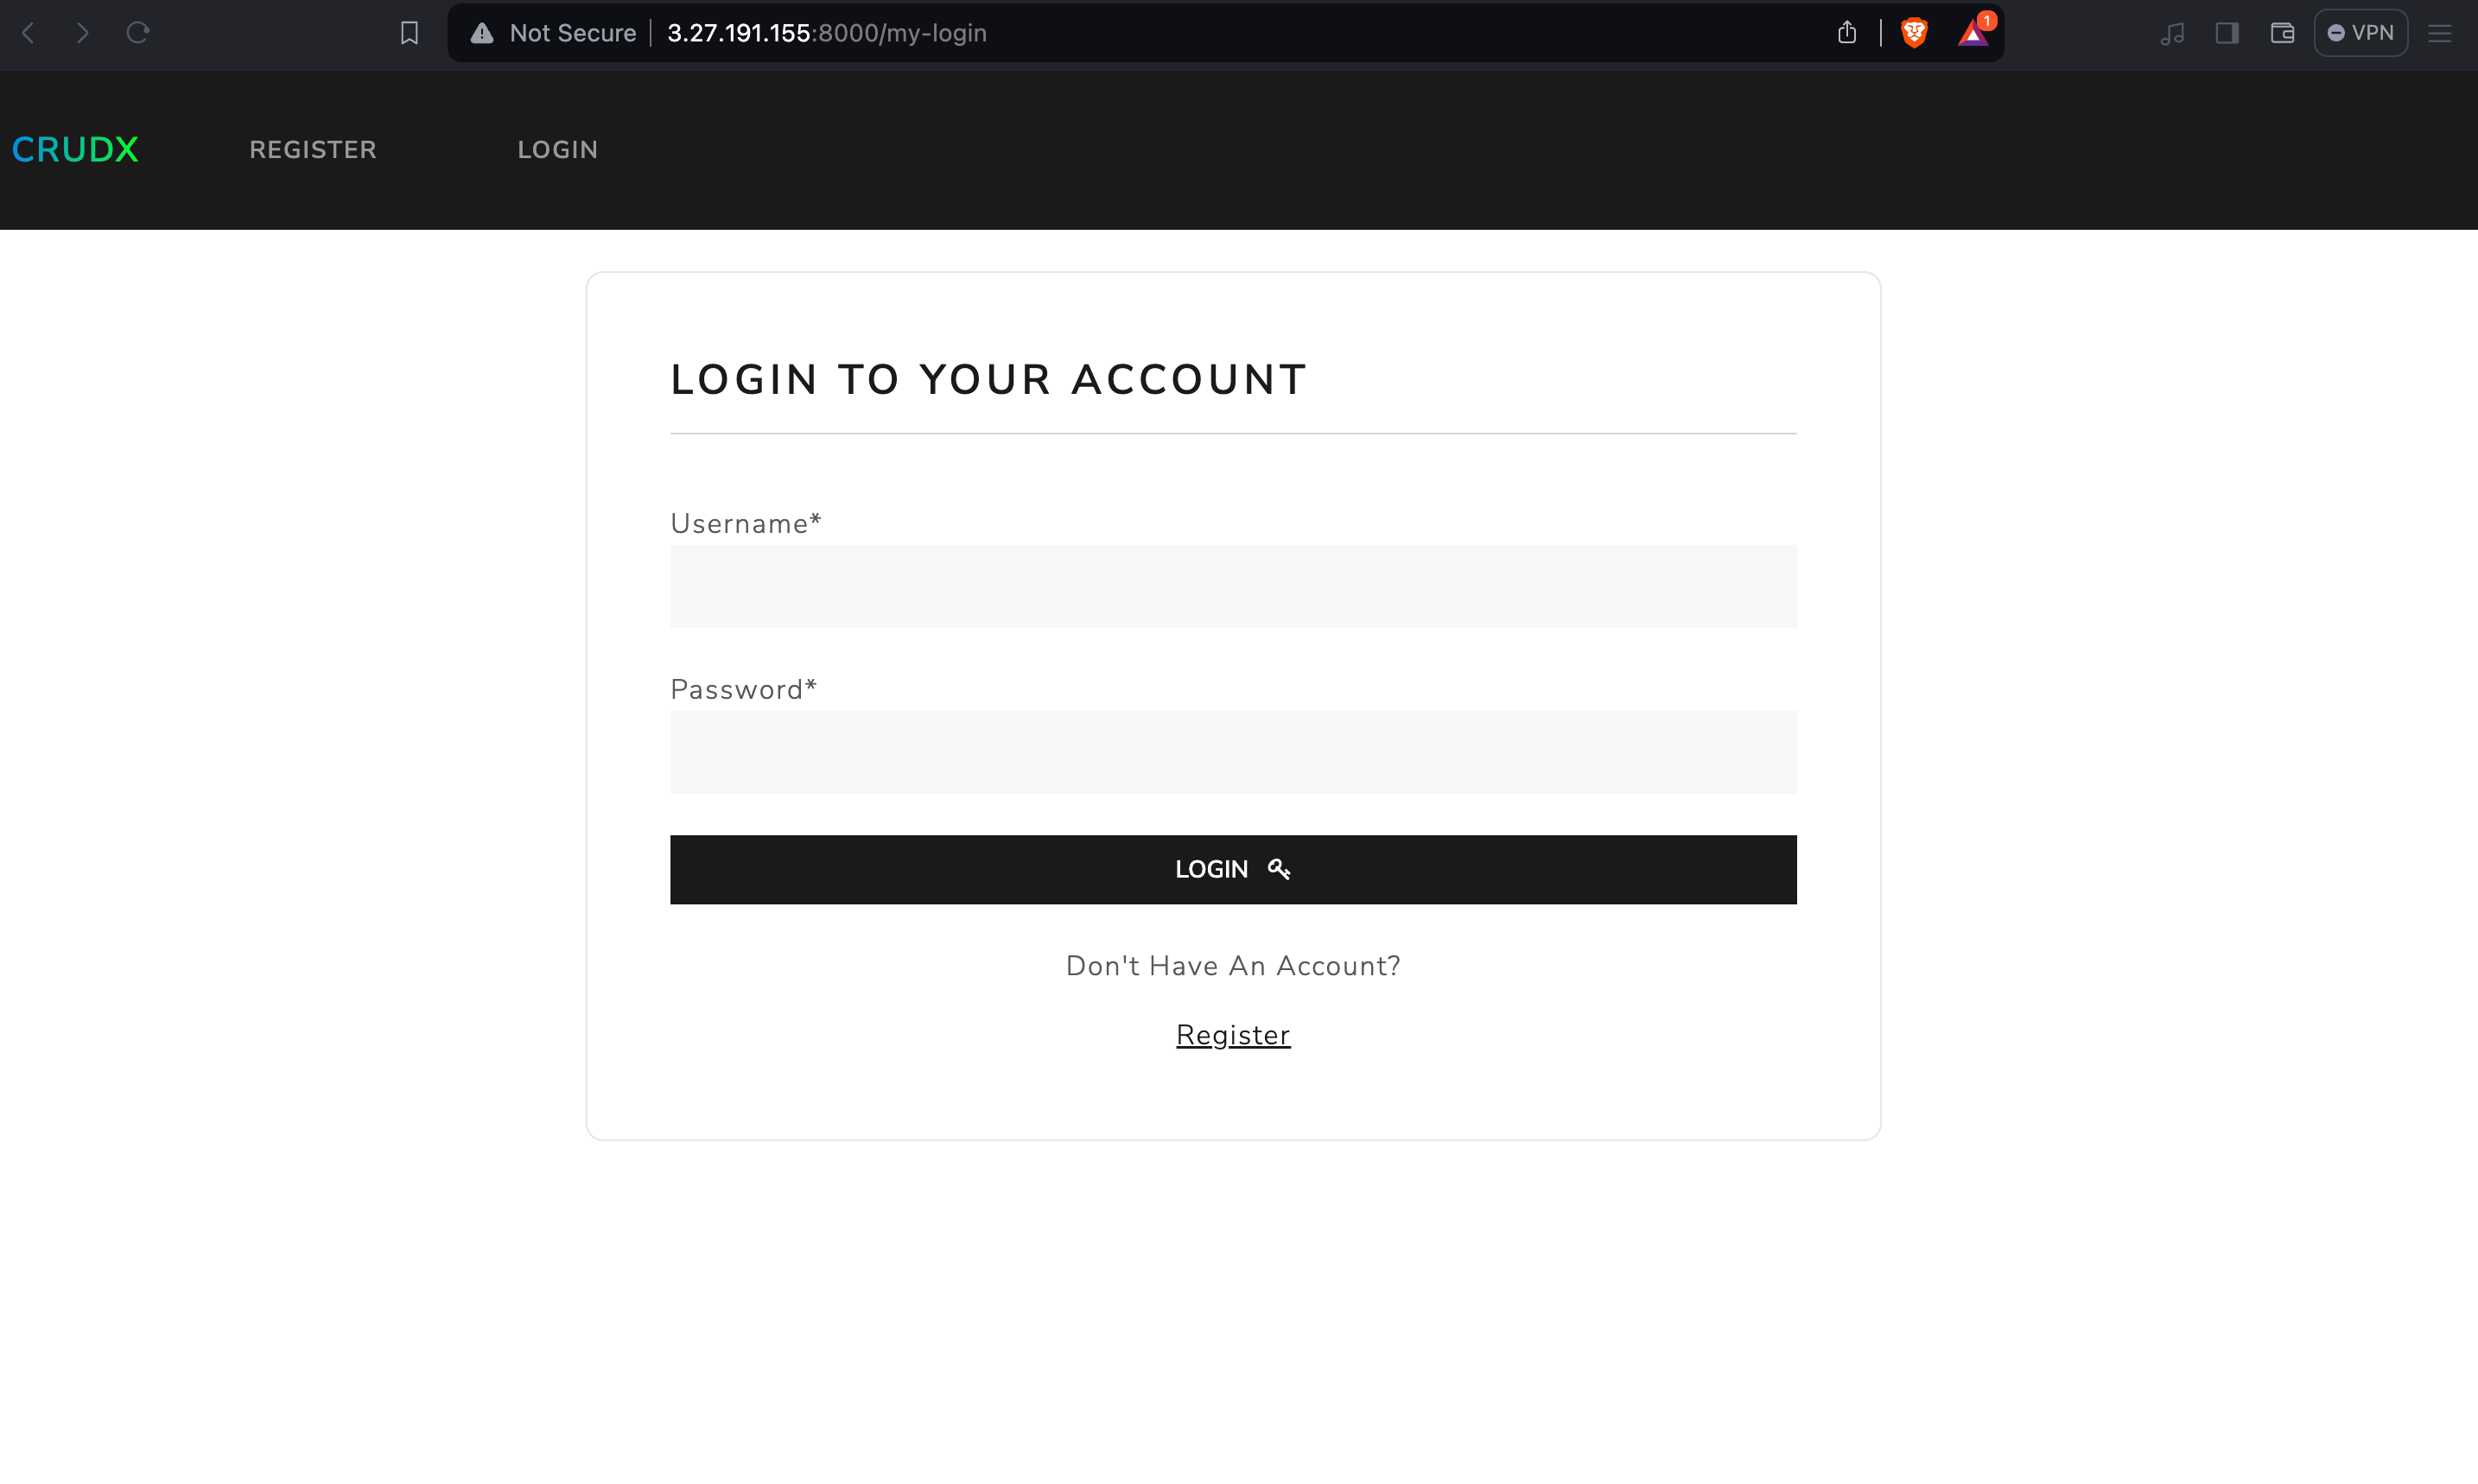 Not Secure 3.27.191.155:8000/my-login 1 VPN
CRUDX REGISTER LOGIN
LOGIN TO YOUR ACCOUNT
Username*
Password*
LOGIN
Don't Have An Account?
Register